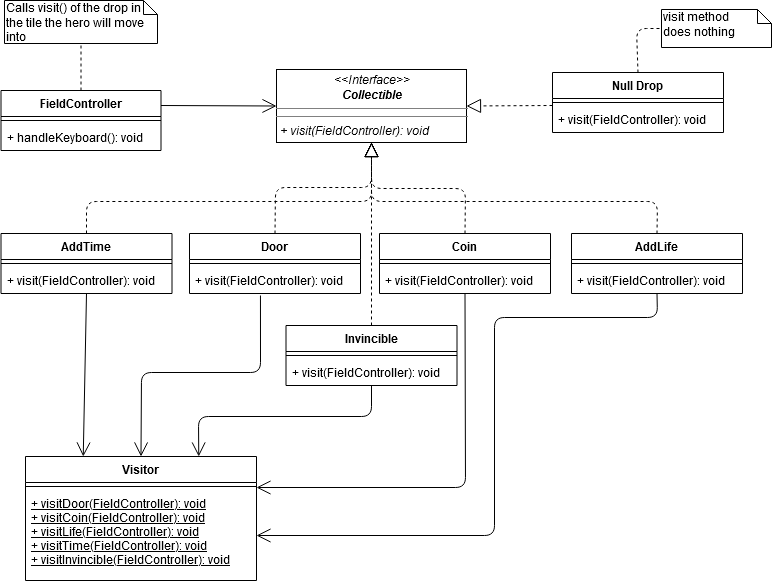 Calls visit() of the drop in
the tile the hero will move
into
visit method
does nothing
FieldController
+ handleKeyboard(): void
<<Interface>>
Collectible
+ visit(FieldController): void
Null Drop
+ visit(FieldController): void
AddTime
+ visit(FieldController): void
Door
+ visit(FieldController): void
Coin
+ visit(FieldController): void
AddLife
+ visit(FieldController): void
Invincible
+ visit(FieldController): void
Visitor
+ visitDoor(FieldController): void
+ visitCoin(FieldController): void
+ visitLife(FieldController): void
+ visitTime(FieldController): void
+ visitInvincible(FieldController): void